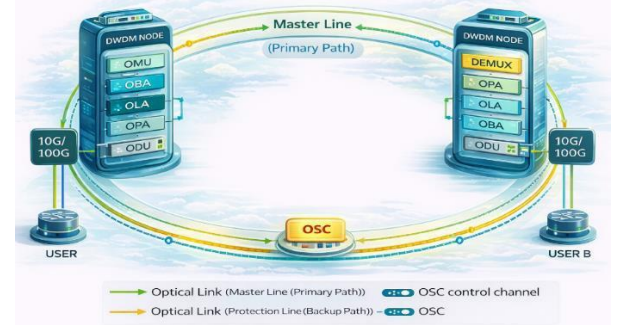 Master Line
(Primary Path)
DWDM NODE
OMU
OBA
OLA
OPA
ODU
DWDM NODE
DEMUX
OPA
OLA
OBA
ODU
10G/
100G
10G/
100G
USER
OSC
USER B
Optical Link (Master Line (Primary Path))
OSC control channel
Optical Link (Protection Line(Backup Path)) – OSC